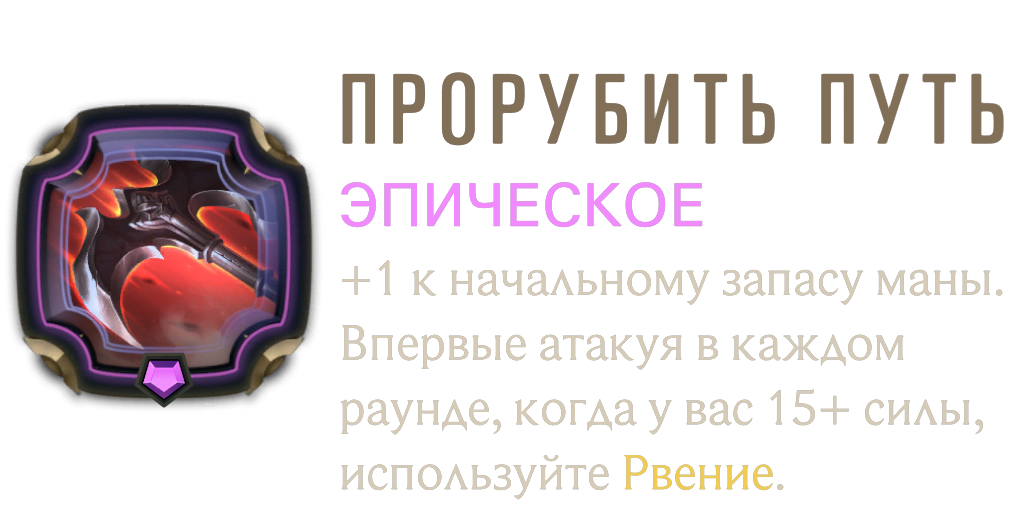 ПРОРУБИТЬ ПУТЬ
ЭПИЧЕСКОЕ
+1 к начальному запасу маны.
Впервые атакуя в каждом
раунде, когда у вас 15+ силы,
используйте Рвение.